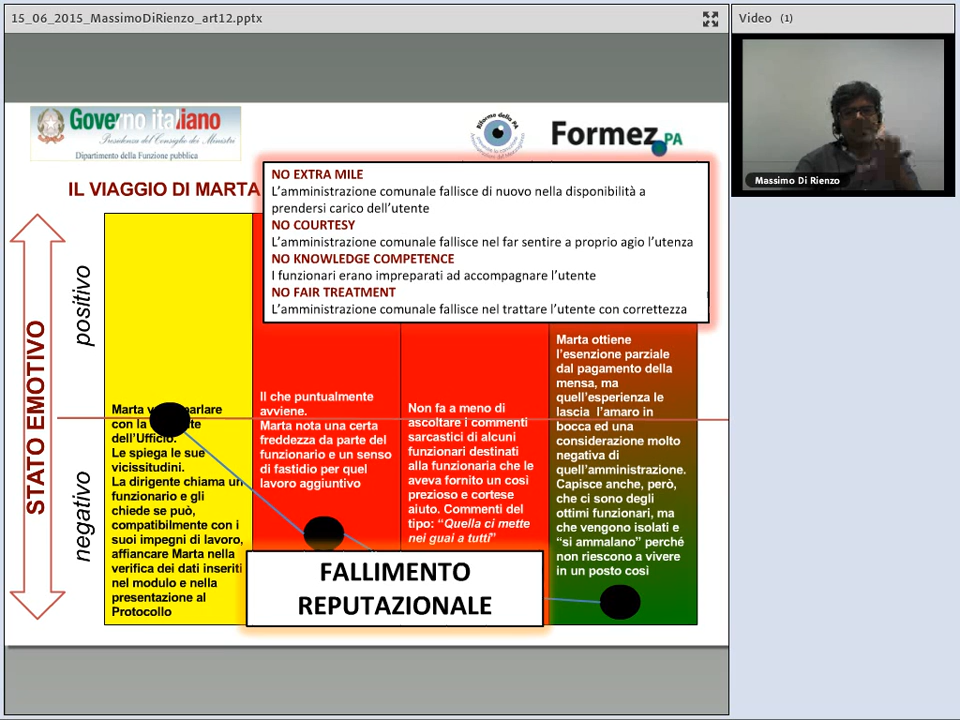 15_06_2015_MassimoDiRienzo_art12.pptx
Video (1)
Governo italiano
Presidenza del Consiglio dei Ministri
Dipartimento della Funzione pubblica
Riforme della PA
Formez PA
Massimo Di Rienzo
IL VIAGGIO DI MARTA
NO EXTRA MILE
L'amministrazione comunale fallisce di nuovo nella disponibilità a
prendersi carico dell'utente
NO COURTESY
L'amministrazione comunale fallisce nel far sentire a proprio agio l'utenza
NO KNOWLEDGE COMPETENCE
I funzionari erano impreparati ad accompagnare l'utente
NO FAIR TREATMENT
L'amministrazione comunale fallisce nel trattare l'utente con correttezza
STATO EMOTIVO
positivo
negativo
Marta parlare
con la
dell'Ufficio.
Le spiega le sue
vicissitudini.
La dirigente chiama un
funzionario e gli
chiede se può,
compatibilmente con i
suoi impegni di lavoro,
affiancare Marta nella
verifica dei dati inseriti
nel modulo e nella
presentazione al
Protocollo
Il che puntualmente
avviene.
Marta nota una certa
freddezza da parte del
funzionario e un senso
di fastidio per quel
lavoro aggiuntivo
Non fa a meno di
ascoltare i commenti
sarcastici di alcuni
funzionari destinati
alla funzionaria che le
aveva fornito un così
prezioso e cortese
aiuto. Commenti del
tipo: "Quella ci mette
nei guai a tutti"
Marta ottiene
l'esenzione parziale
dal pagamento della
mensa, ma
quell'esperienza le
lascia l'amaro in
bocca ed una
considerazione molto
negativa di
quell'amministrazione.
Capisce anche, però,
che ci sono degli
ottimi funzionari, ma
che vengono isolati e
"si ammalano" perché
non riescono a vivere
in un posto così
FALLIMENTO
REPUTAZIONALE